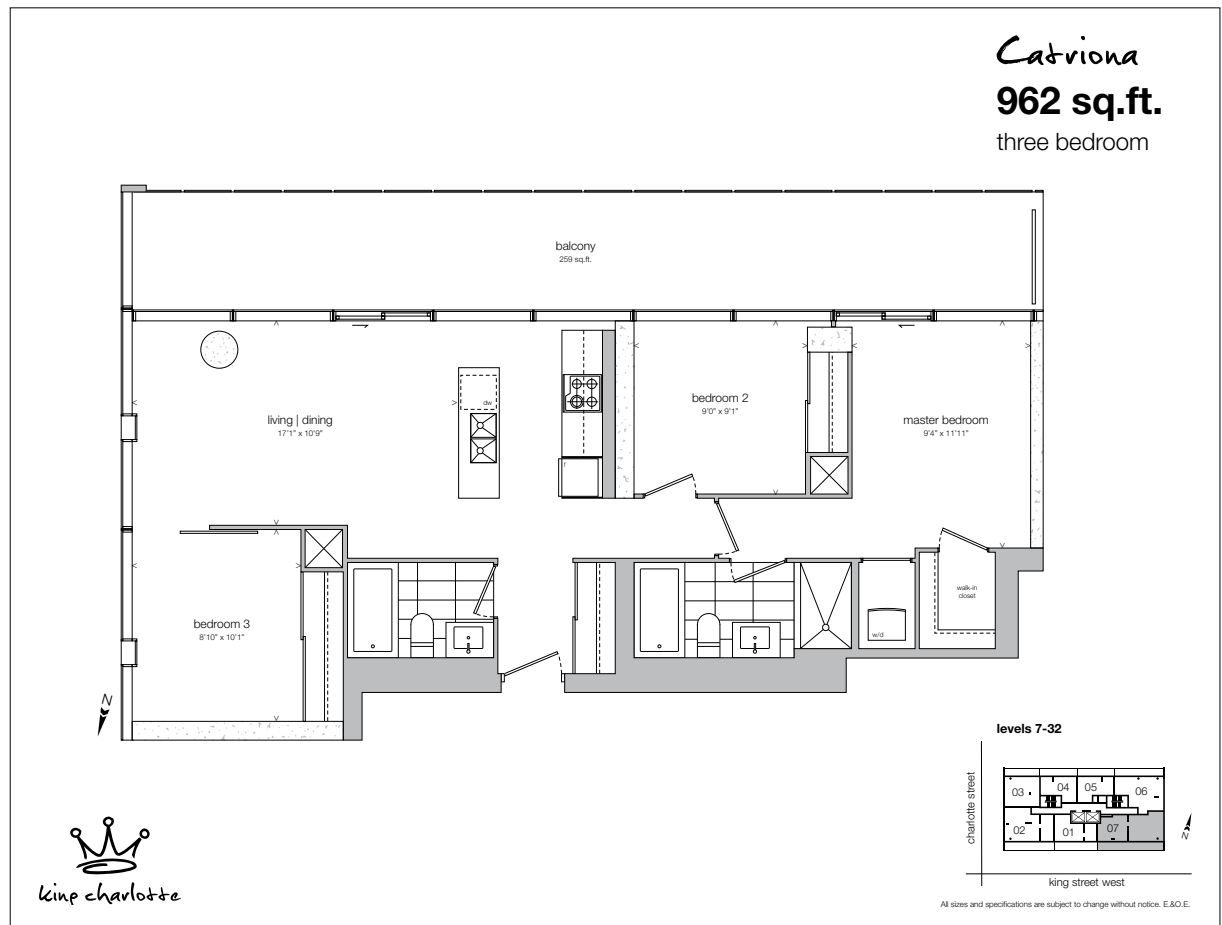 Catriona
962 sq.ft.
three bedroom
balcony
259 sq.ft.
dw
living | dining
17'1" x 10'9"
bedroom 2
9'0" x 9'1"
master bedroom
9'4" x 11'11"
f
bedroom 3
8'10" x 10'1"
w/d
walk-in
closet
N
levels 7-32
charlotte street
03
04
05
06
02
01
07
N
king street west
king charlotte
All sizes and specifications are subject to change without notice. E.&O.E.